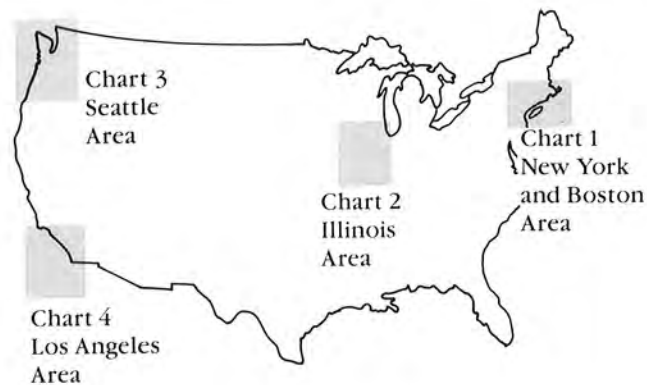 Chart 3
Seattle
Area
Chart 1
New York
and Boston
Area
Chart 2
Illinois
Area
Chart 4
Los Angeles
Area